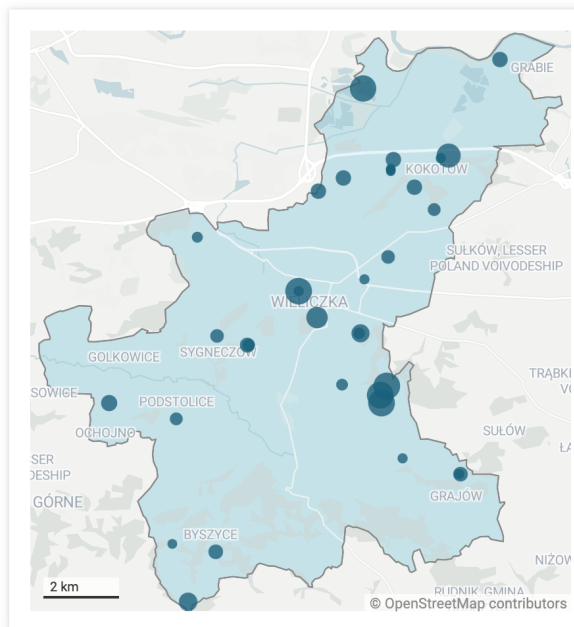 GRABIE
KOKOTÓW
SUŁKÓW, LESSER
POLAND VOIVODESHIP
WIELICZKA
GOLKOWICE
SYGNECZÓW
TRĄBK
SOWICE
PODSTOLICE
OCHOJNO
SUŁÓW
SER
DESHIP
GÓRNE
GRAJÓW
BYSZYCE
NIŻOW
2 km
RUDNIK, GMINA
© OpenStreetMap contributors